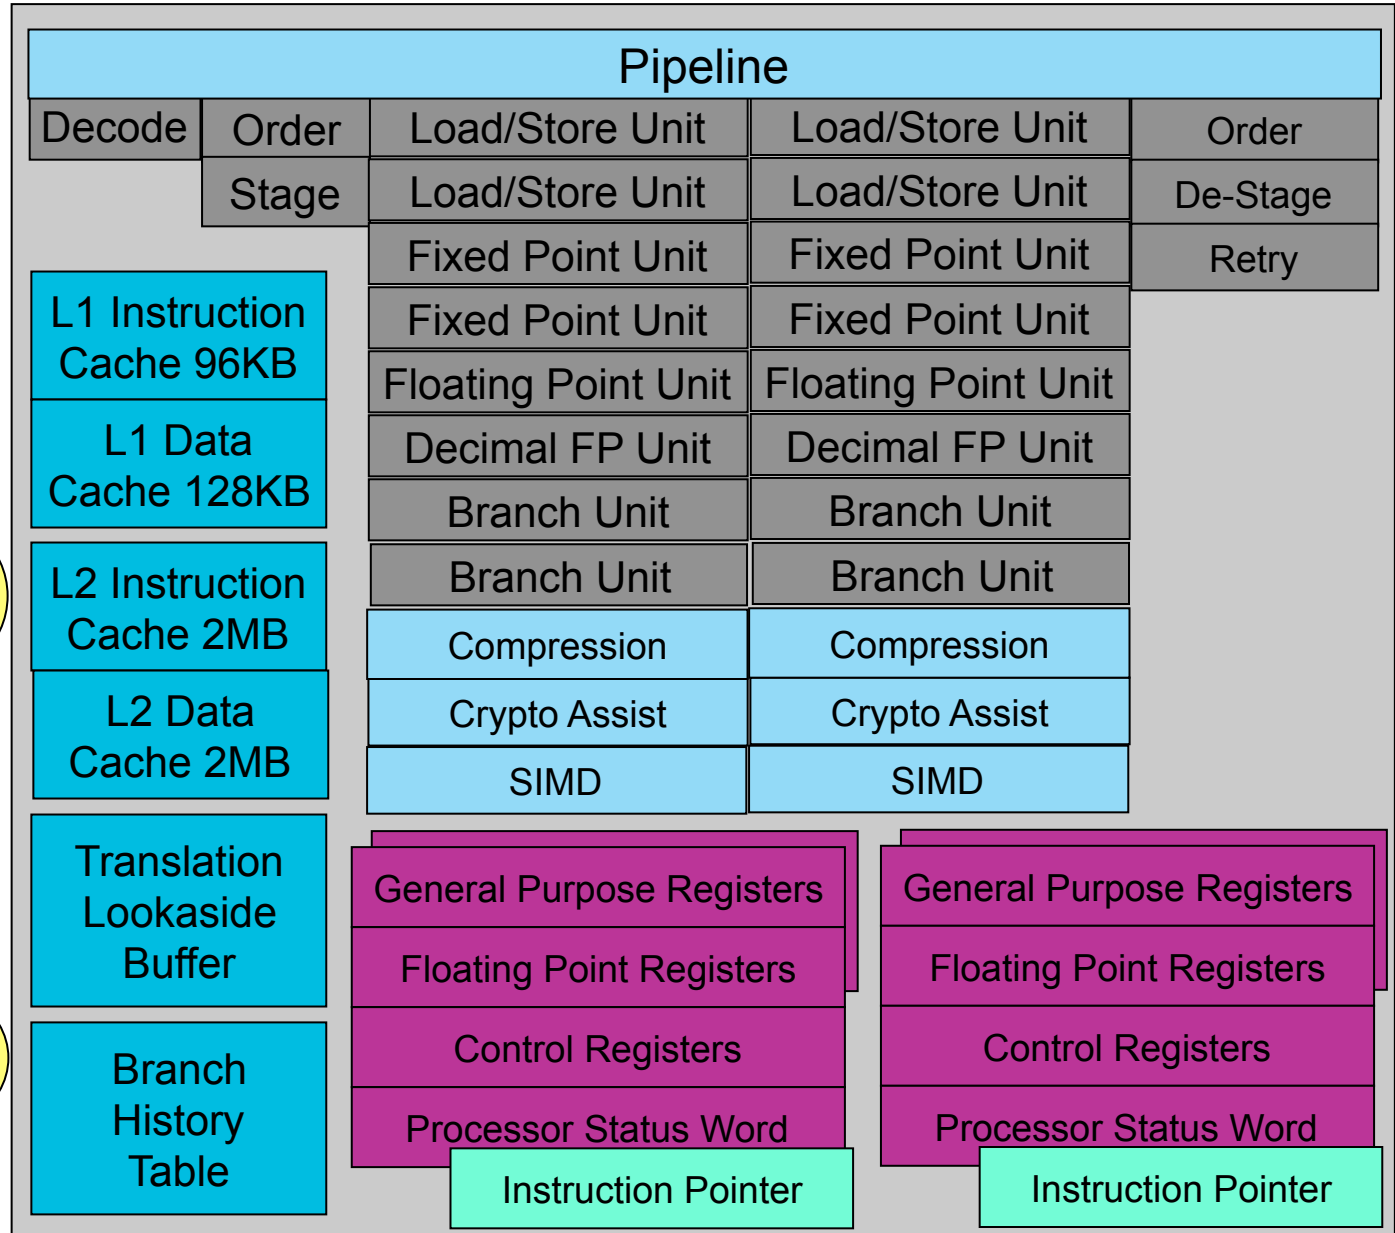 Pipeline
Decode
Order
Load/Store Unit
Load/Store Unit
Order
Stage
Load/Store Unit
Load/Store Unit
De-Stage
Fixed Point Unit
Fixed Point Unit
Retry
Fixed Point Unit
Fixed Point Unit
Floating Point Unit
Floating Point Unit
Decimal FP Unit
Decimal FP Unit
Branch Unit
Branch Unit
Branch Unit
Branch Unit
Compression
Compression
Crypto Assist
Crypto Assist
SIMD
SIMD
L1 Instruction
Cache 96KB
L1 Data
Cache 128KB
L2 Instruction
Cache 2MB
L2 Data
Cache 2MB
Translation
Lookaside
Buffer
Branch
History
Table
General Purpose Registers
Floating Point Registers
Control Registers
Processor Status Word
Instruction Pointer
General Purpose Registers
Floating Point Registers
Control Registers
Processor Status Word
Instruction Pointer